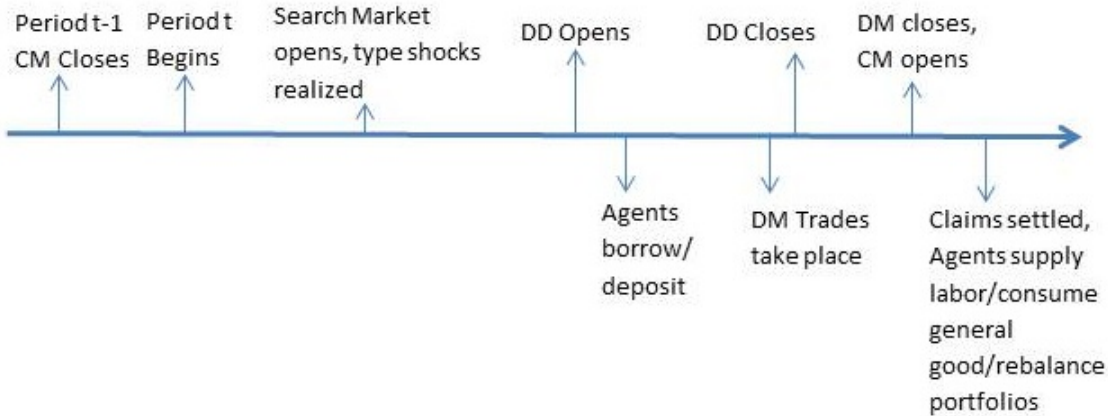 Period t-1
CM Closes
Period t
Begins
Search Market
opens, type shocks
realized
DD Opens
DD Closes
DM closes,
CM opens
Agents
borrow/
deposit
DM Trades
take place
Claims settled,
Agents supply
labor/consume
general
good/rebalance
portfolios